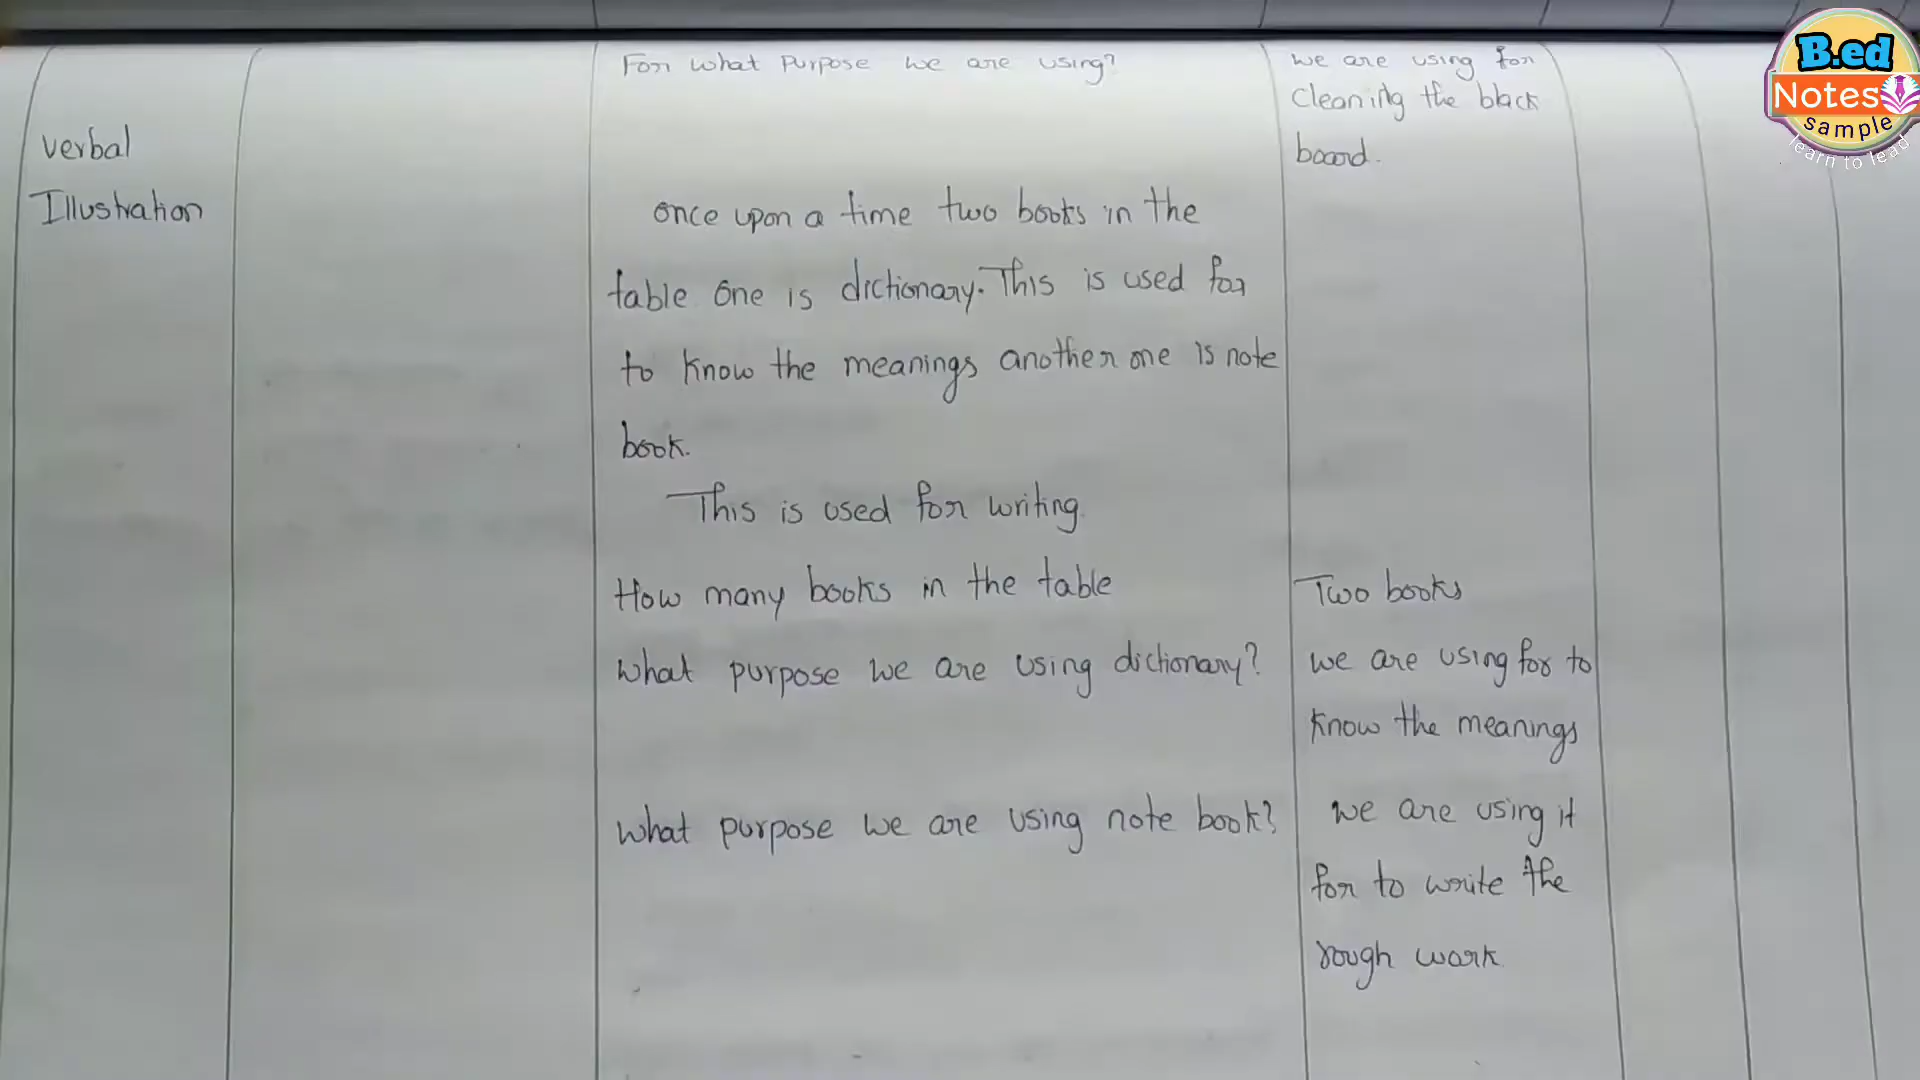 For what purpose we are using?
we are using for
cleaning the black
board.
verbal
Illustration
once upon a time two books in the
table one is dictionary. This is used for
to know the meanings another one is note
book.
This is used for writing.
How many books in the table
Two books
what purpose we are using dictionary?
we are using for to
know the meanings
what purpose we are using note book?
we are using it
for to write the
rough work
B.ed
Notes
sample
learn to lead